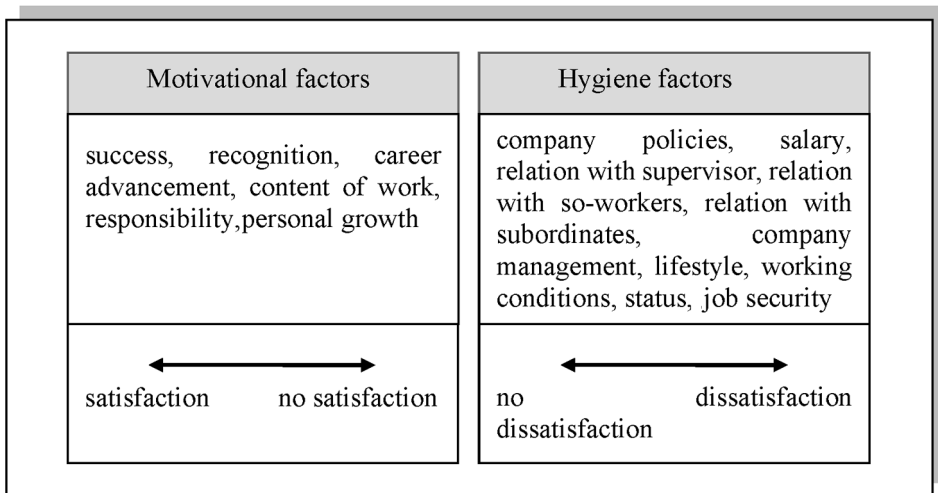 Motivational factors
success, recognition, career
advancement, content of work,
responsibility,personal growth
satisfaction no satisfaction
Hygiene factors
company policies, salary,
relation with supervisor, relation
with so-workers, relation with
subordinates, company
management, lifestyle, working
conditions, status, job security
no dissatisfaction
dissatisfaction